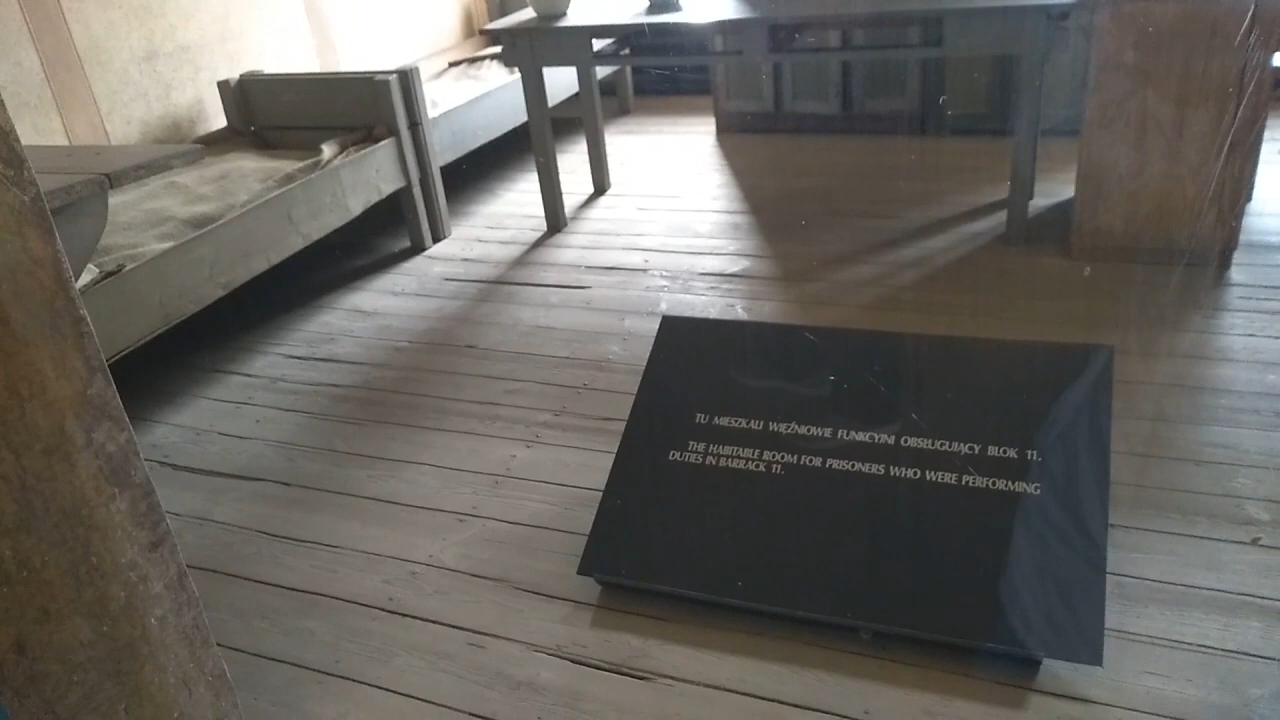 TU MIESZKALI WIĘŹNIOWIE FUNKCYJNI OBSŁUGUJĄCY BLOK 11.
THE HABITABLE ROOM FOR PRISONERS WHO WERE PERFORMING
DUTIES IN BARRACK 11.